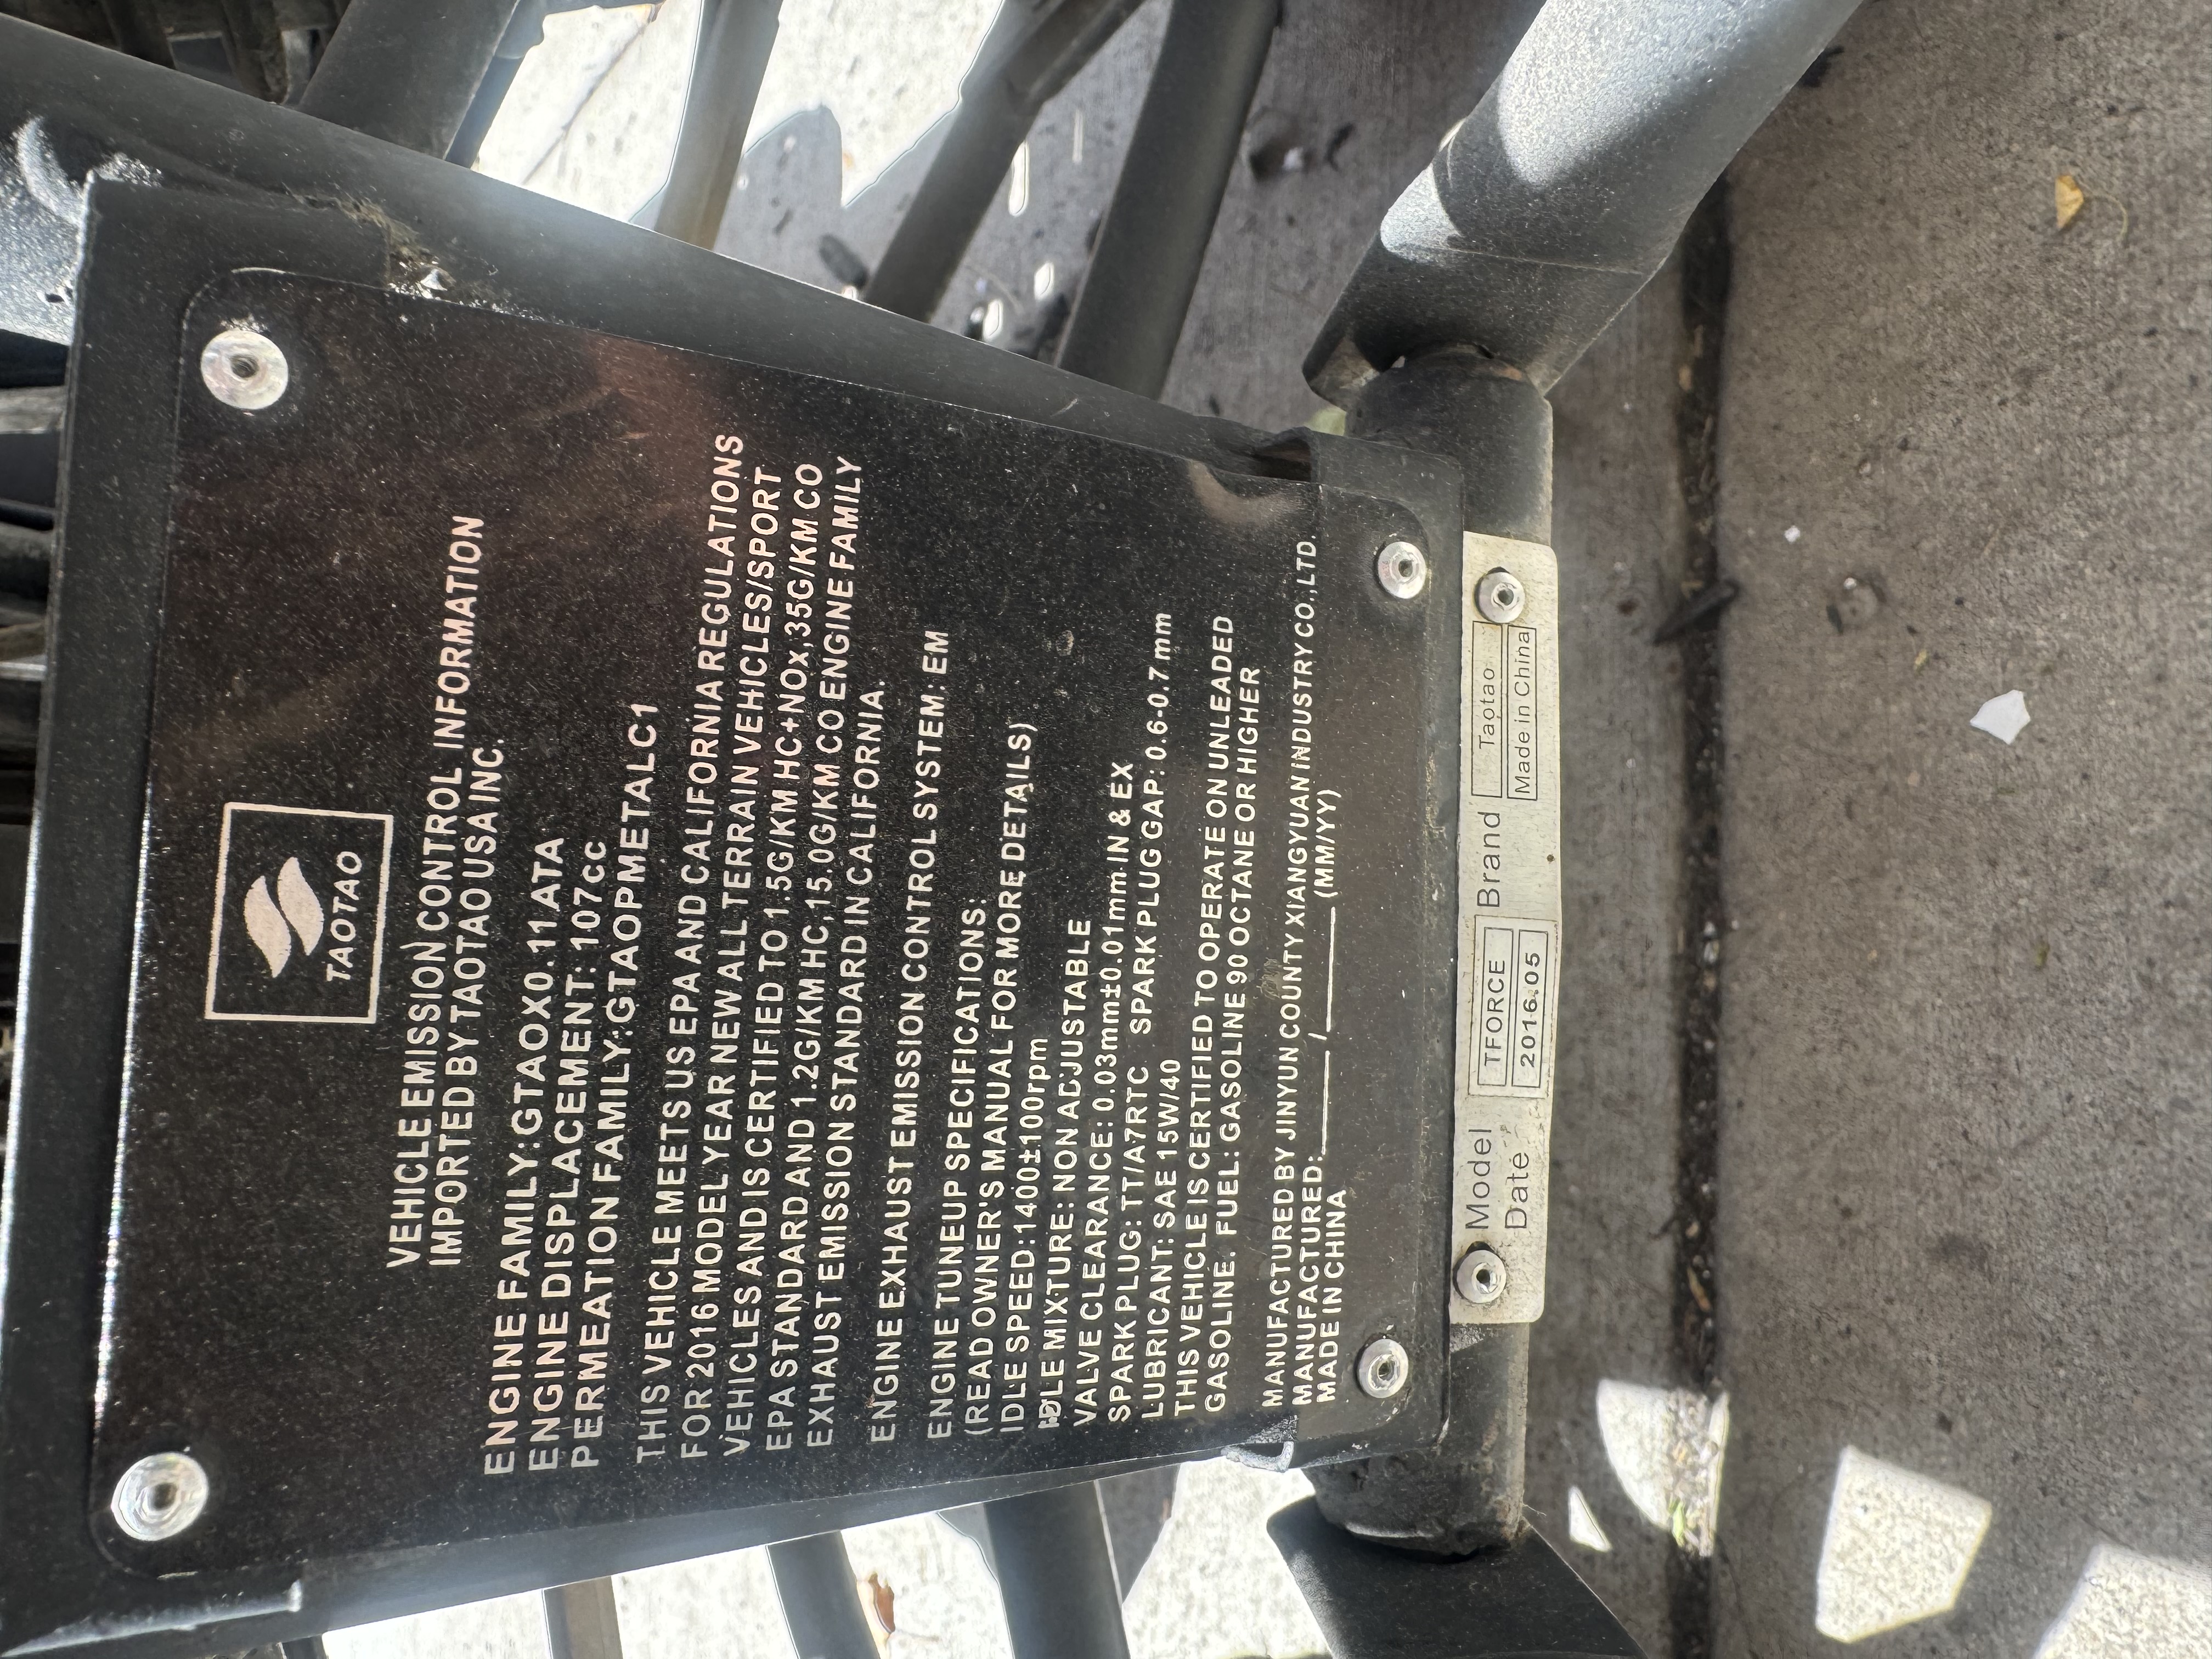 TAOTAO
VEHICLE EMISSION CONTROL INFORMATION
IMPORTED BY TAOTAO USA INC.
ENGINE FAMILY:GTAOX0.11ATA
ENGINE DISPLACEMENT: 107cc
PERMEATION FAMILY:GTAOPMETALC1
THIS VEHICLE MEETS US EPA AND CALIFORNIA REGULATIONS
FOR 2016 MODEL YEAR NEW ALL TERRAIN VEHICLES/SPORT
VEHICLES AND IS CERTIFIED TO 1.5G/KM HC+NOx,35G/KM CO
EPA STANDARD AND 1.2G/KM HC,15.0G/KM CO ENGINE FAMILY
EXHAUST EMISSION STANDARD IN CALIFORNIA.
ENGINE EXHAUST EMISSION CONTROL SYSTEM: EM
ENGINE TUNEUP SPECIFICATIONS:
(READ OWNER'S MANUAL FOR MORE DETAILS)
IDLE SPEED:1400±100rpm
IDLE MIXTURE: NON ADJUSTABLE
VALVE CLEARANCE: 0.03mm±0.01mm IN & EX
SPARK PLUG: TT/A7RTC SPARK PLUG GAP: 0.6-0.7mm
LUBRICANT: SAE 15W/40
THIS VEHICLE IS CERTIFIED TO OPERATE ON UNLEADED
GASOLINE. FUEL: GASOLINE 90 OCTANE OR HIGHER
MANUFACTURED BY JINYUN COUNTY XIANGYUAN INDUSTRY CO.,LTD.
MANUFACTURED:______/______(MM/YY)
MADE IN CHINA
Model TFORCE Brand Taotao
Date 2016.05 Made in China